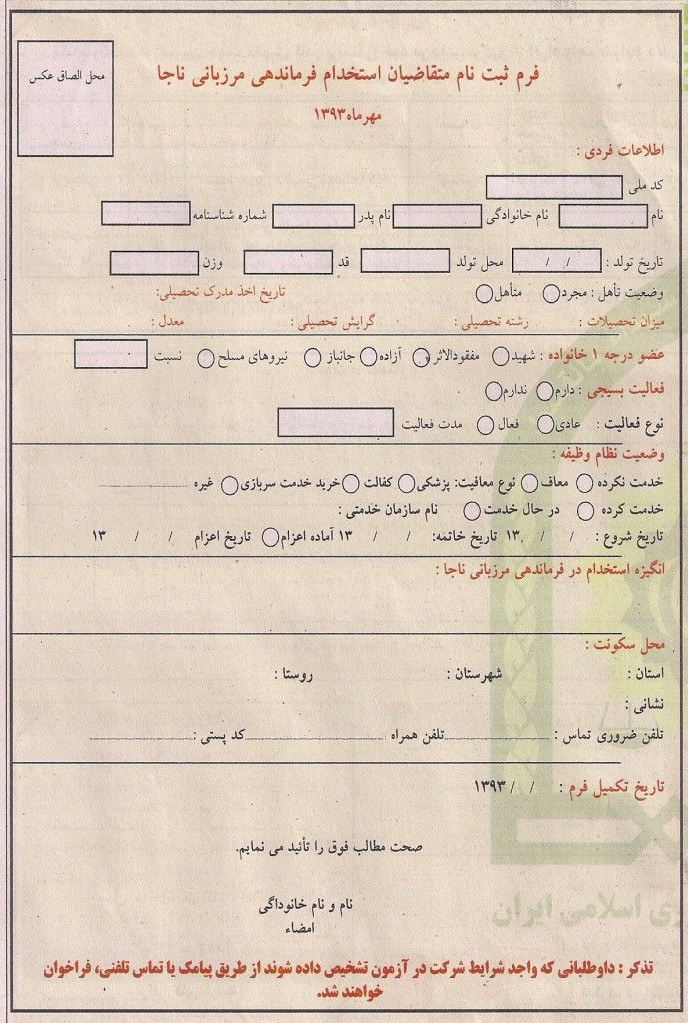 محل الصاق عکس
فرم ثبت نام متقاضیان استخدام فرماندهی مرزبانی ناجا
مهرماه ۱۳۹۳
اطلاعات فردی :
کد ملی
نام نام خانوادگی نام پدر شماره شناسنامه
تاریخ تولد : / / محل تولد قد وزن
وضعیت تأهل : مجرد متأهل تاریخ اخذ مدرک تحصیلی:
میزان تحصیلات : رشته تحصیلی : گرایش تحصیلی : معدل :
عضو درجه ۱ خانواده : شهید مفقودالاثر آزاده جانباز نیروهای مسلح نسبت
فعالیت بسیجی : دارم ندارم
نوع فعالیت : عادی فعال مدت فعالیت
وضعیت نظام وظیفه :
خدمت نکرده معاف نوع معافیت: پزشکی کفالت خرید خدمت سربازی غیره
خدمت کرده در حال خدمت نام سازمان خدمتی :
تاریخ شروع : / / ۱۳ تاریخ خاتمه: / / ۱۳ آماده اعزام تاریخ اعزام / / ۱۳
انگیزه استخدام در فرماندهی مرزبانی ناجا :
محل سکونت :
استان : شهرستان : روستا :
نشانی :
تلفن ضروری تماس : تلفن همراه کد پستی :
تاریخ تکمیل فرم : / / ۱۳۹۳
صحت مطالب فوق را تأئید می نمایم.
نام و نام خانوداگی
امضاء
ری اسلامی ایران
تذکر : داوطلبانی که واجد شرایط شرکت در آزمون تشخیص داده شوند از طریق پیامک یا تماس تلفنی، فراخوان
خواهند شد.